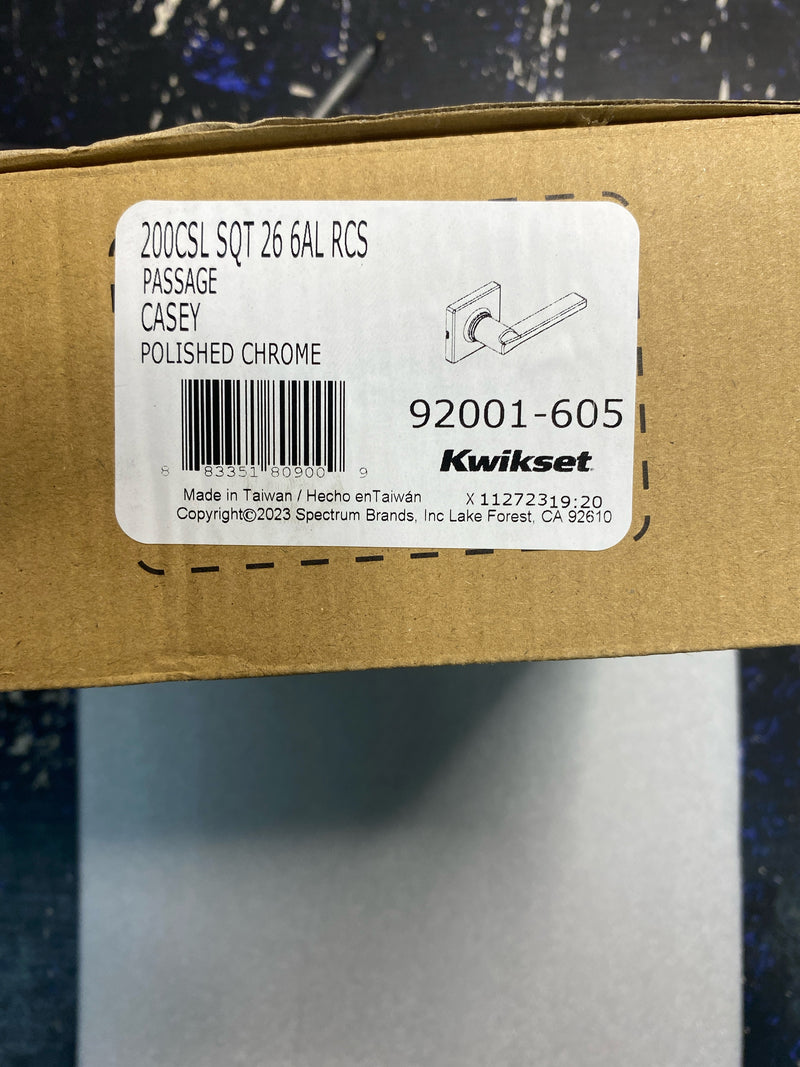 200CSL SQT 26 6AL RCS
PASSAGE
CASEY
POLISHED CHROME
8 83351 80900 9
92001-605
Kwikset
Made in Taiwan / Hecho enTaiwán X 11272319:20
Copyright©2023 Spectrum Brands, Inc Lake Forest, CA 92610